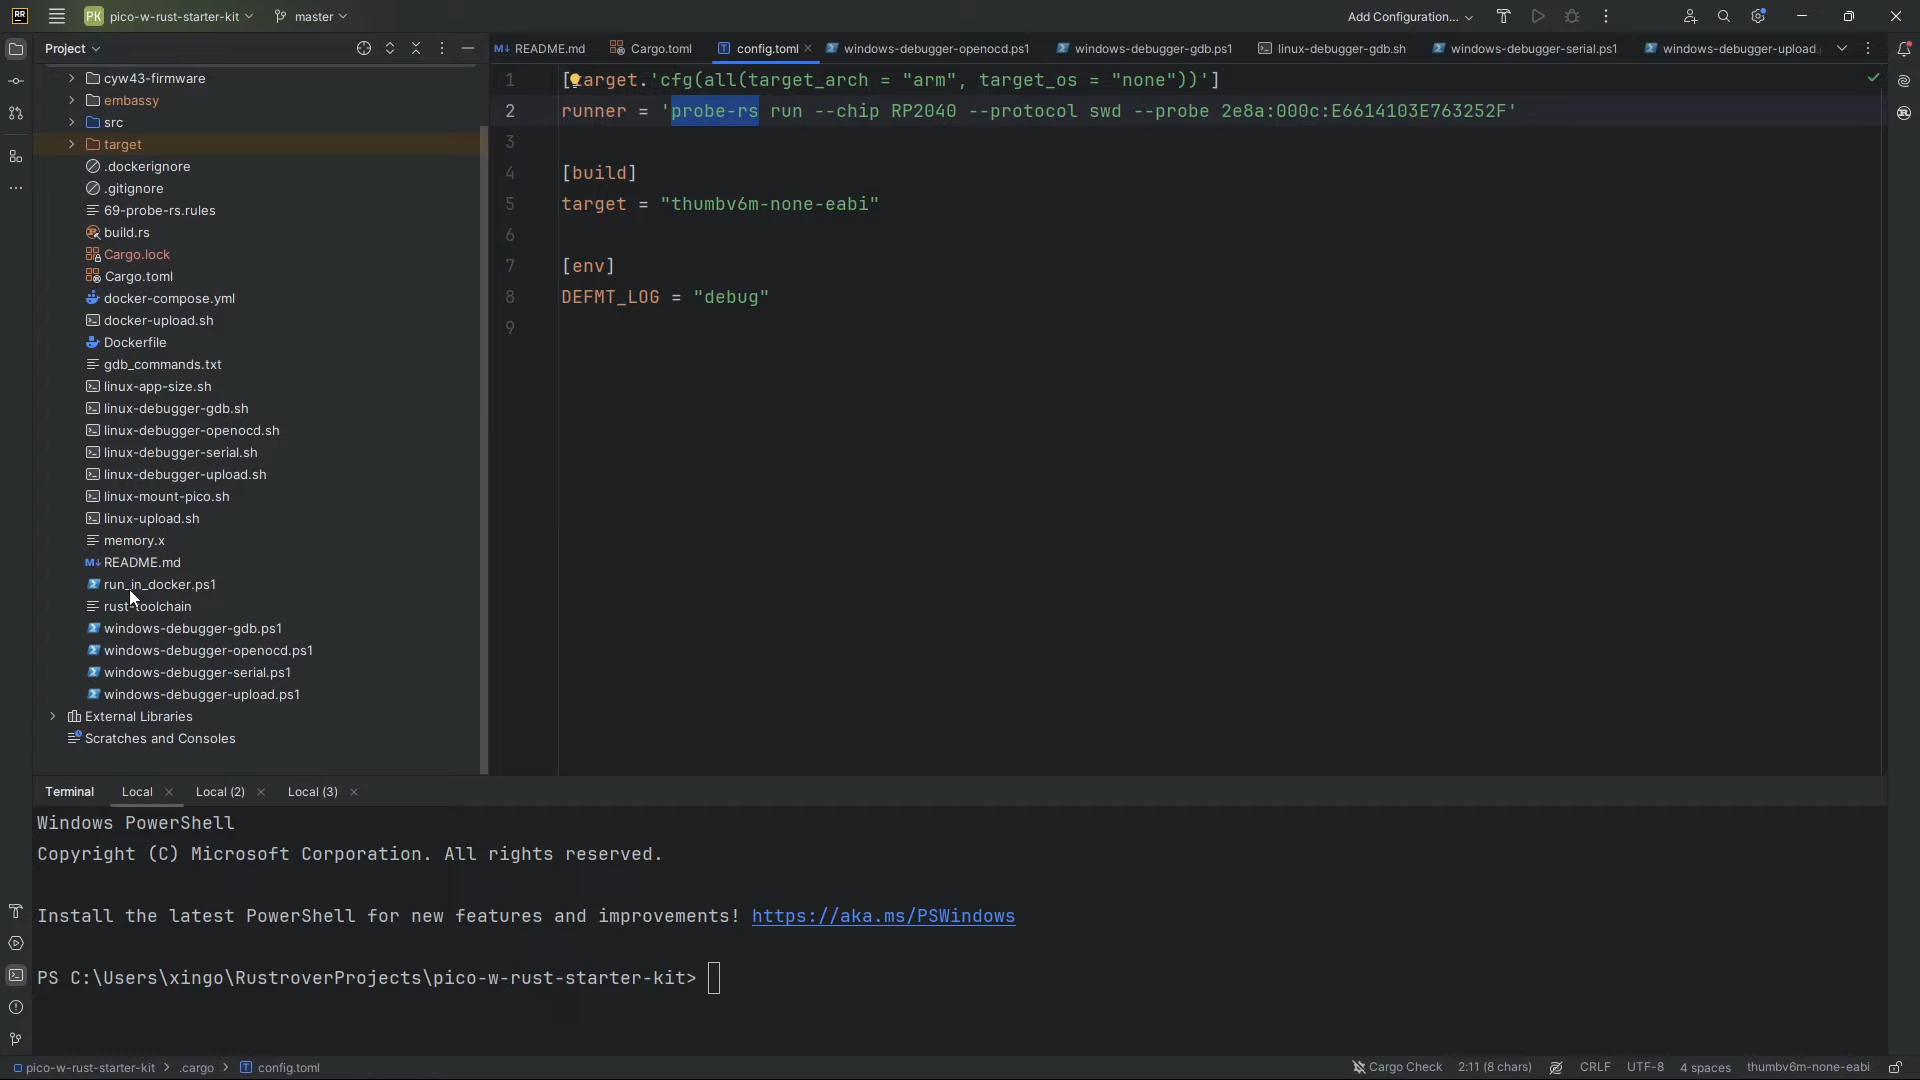 RR
PK pico-w-rust-starter-kit
master
Add Configuration...
Project
README.md
Cargo.toml
config.toml
windows-debugger-openocd.ps1
windows-debugger-gdb.ps1
linux-debugger-gdb.sh
windows-debugger-serial.ps1
windows-debugger-upload.
cyw43-firmware
embassy
src
target
.dockerignore
.gitignore
69-probe-rs.rules
build.rs
Cargo.lock
Cargo.toml
docker-compose.yml
docker-upload.sh
Dockerfile
gdb_commands.txt
linux-app-size.sh
linux-debugger-gdb.sh
linux-debugger-openocd.sh
linux-debugger-serial.sh
linux-debugger-upload.sh
linux-mount-pico.sh
linux-upload.sh
memory.x
README.md
run_in_docker.ps1
rust-toolchain
windows-debugger-gdb.ps1
windows-debugger-openocd.ps1
windows-debugger-serial.ps1
windows-debugger-upload.ps1
External Libraries
Scratches and Consoles
1 [target.'cfg(all(target_arch = "arm", target_os = "none"))']
2 runner = 'probe-rs run --chip RP2040 --protocol swd --probe 2e8a:000c:E6614103E763252F'
3
4 [build]
5 target = "thumbv6m-none-eabi"
6
7 [env]
8 DEFMT_LOG = "debug"
9
Terminal Local Local (2) Local (3)
Windows PowerShell
Copyright (C) Microsoft Corporation. All rights reserved.
Install the latest PowerShell for new features and improvements! https://aka.ms/PSWindows
PS C:\Users\xingo\RustroverProjects\pico-w-rust-starter-kit>
pico-w-rust-starter-kit > .cargo > config.toml
Cargo Check 2:11 (8 chars) CRLF UTF-8 4 spaces thumbv6m-none-eabi